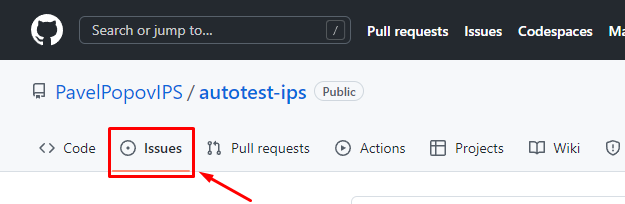 Search or jump to... / Pull requests Issues Codespaces
PavelPopovIPS / autotest-ips Public
Code Issues Pull requests Actions Projects Wiki